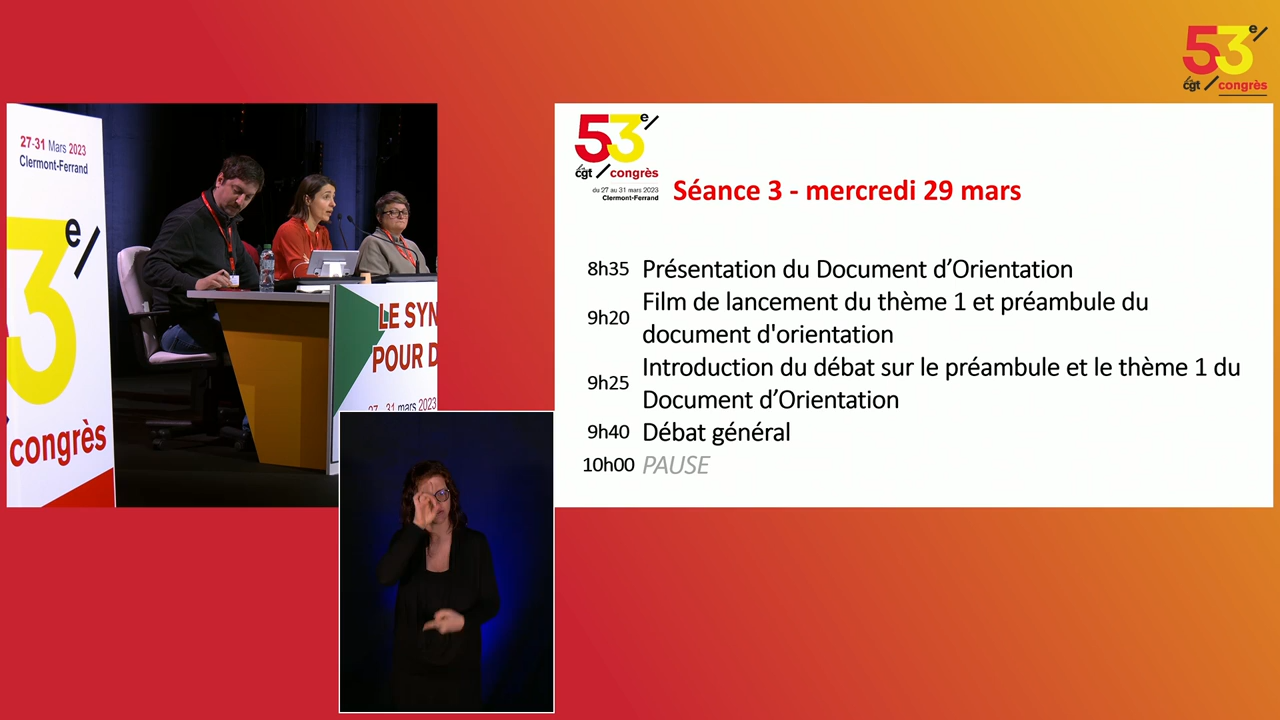 53e/
la cgt /congrès
27-31 Mars 2023
Clermont-Ferrand
3e/
congrès
LE SYN
POUR D
27 - 31 mars 2023
53e/
la cgt /congrès
du 27 au 31 mars 2023
Clermont-Ferrand
Séance 3 - mercredi 29 mars
8h35 Présentation du Document d’Orientation
9h20 Film de lancement du thème 1 et préambule du
document d'orientation
9h25 Introduction du débat sur le préambule et le thème 1 du
Document d’Orientation
9h40 Débat général
10h00 PAUSE